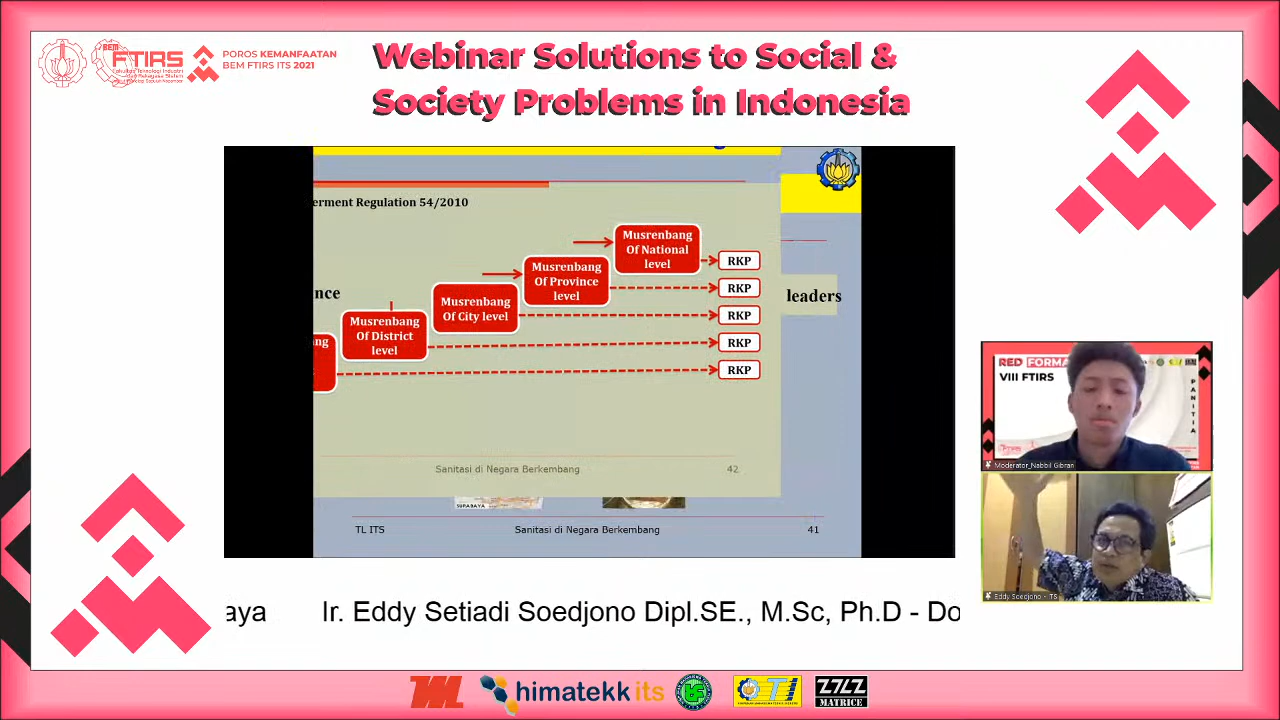 BEM
FTIRS
POROS KEMANFAATAN
BEM FTIRS ITS 2021
Webinar Solutions to Social &
Society Problems in Indonesia
erment Regulation 54/2010
Musrenbang
Of National
level
RKP
Musrenbang
Of Province
level
RKP
nce
leaders
Musrenbang
Of City level
RKP
Musrenbang
Of District
level
RKP
ng
RKP
Sanitasi di Negara Berkembang
42
SURABAYA
TL ITS
Sanitasi di Negara Berkembang
41
RED FORMA
VIII FTIRS
PANITIA
Moderator_Nabbil Gibran
Eddy Soedjono - ITS
aya
Ir. Eddy Setiadi Soedjono Dipl.SE., M.Sc, Ph.D - Do
himatekk its
MATRICE